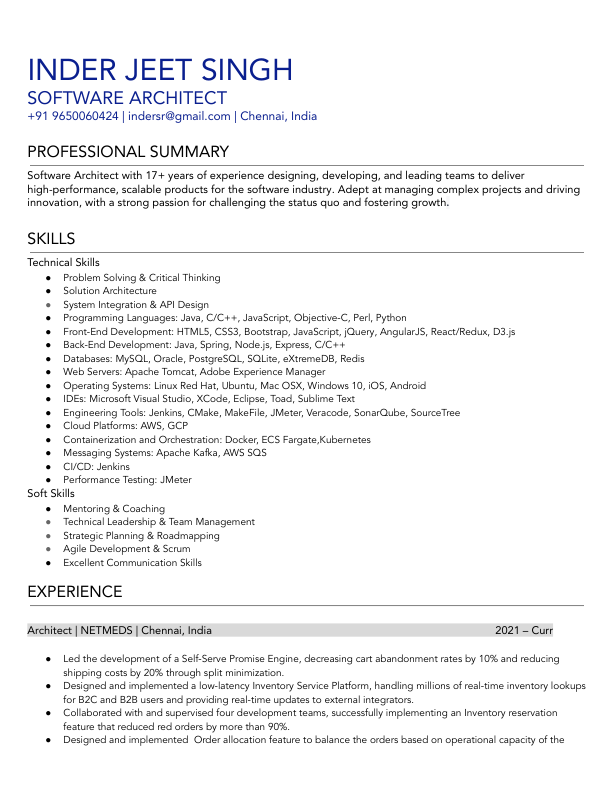 INDER JEET SINGH
SOFTWARE ARCHITECT
+91 9650060424 | indersr@gmail.com | Chennai, India
PROFESSIONAL SUMMARY
Software Architect with 17+ years of experience designing, developing, and leading teams to deliver
high-performance, scalable products for the software industry. Adept at managing complex projects and driving
innovation, with a strong passion for challenging the status quo and fostering growth.
SKILLS
Technical Skills
● Problem Solving & Critical Thinking
● Solution Architecture
● System Integration & API Design
● Programming Languages: Java, C/C++, JavaScript, Objective-C, Perl, Python
● Front-End Development: HTML5, CSS3, Bootstrap, JavaScript, jQuery, AngularJS, React/Redux, D3.js
● Back-End Development: Java, Spring, Node.js, Express, C/C++
● Databases: MySQL, Oracle, PostgreSQL, SQLite, eXtremeDB, Redis
● Web Servers: Apache Tomcat, Adobe Experience Manager
● Operating Systems: Linux Red Hat, Ubuntu, Mac OSX, Windows 10, iOS, Android
● IDEs: Microsoft Visual Studio, XCode, Eclipse, Toad, Sublime Text
● Engineering Tools: Jenkins, CMake, MakeFile, JMeter, Veracode, SonarQube, SourceTree
● Cloud Platforms: AWS, GCP
● Containerization and Orchestration: Docker, ECS Fargate,Kubernetes
● Messaging Systems: Apache Kafka, AWS SQS
● CI/CD: Jenkins
● Performance Testing: JMeter
Soft Skills
● Mentoring & Coaching
● Technical Leadership & Team Management
● Strategic Planning & Roadmapping
● Agile Development & Scrum
● Excellent Communication Skills
EXPERIENCE
Architect | NETMEDS | Chennai, India 2021 – Curr
● Led the development of a Self-Serve Promise Engine, decreasing cart abandonment rates by 10% and reducing
shipping costs by 20% through split minimization.
● Designed and implemented a low-latency Inventory Service Platform, handling millions of real-time inventory lookups
for B2C and B2B users and providing real-time updates to external integrators.
● Collaborated with and supervised four development teams, successfully implementing an Inventory reservation
feature that reduced red orders by more than 90%.
● Designed and implemented  Order allocation feature to balance the orders based on operational capacity of the